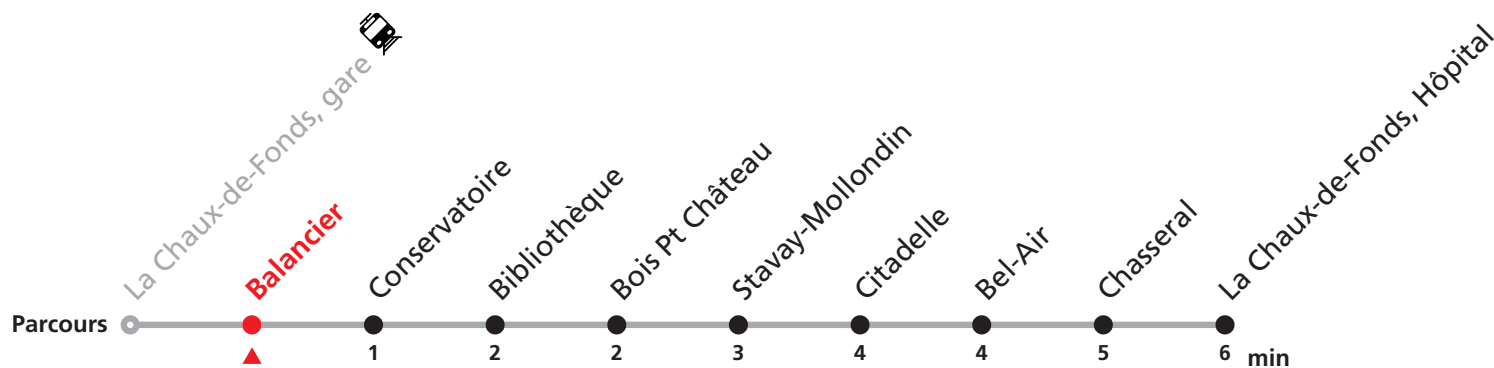 La Chaux-de-Fonds, gare
Balancier
Conservatoire
Bibliothèque
Bois Pt Château
Stavay-Mollondin
Citadelle
Bel-Air
Chasseral
La Chaux-de-Fonds, Hôpital
Parcours
1 2 2 3 4 4 5 6 min